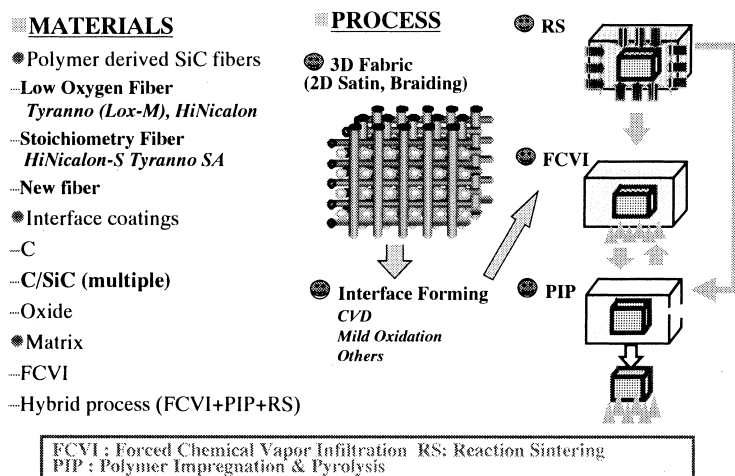 MATERIALS
Polymer derived SiC fibers
Low Oxygen Fiber
Tyranno (Lox-M), HiNicalon
Stoichiometry Fiber
HiNicalon-S Tyranno SA
New fiber
Interface coatings
C
C/SiC (multiple)
Oxide
Matrix
FCVI
Hybrid process (FCVI+PIP+RS)
PROCESS
3D Fabric
(2D Satin, Braiding)
Interface Forming
CVD
Mild Oxidation
Others
RS
FCVI
PIP
FCVI : Forced Chemical Vapor Infiltration RS: Reaction Sintering
PIP : Polymer Impregnation & Pyrolysis